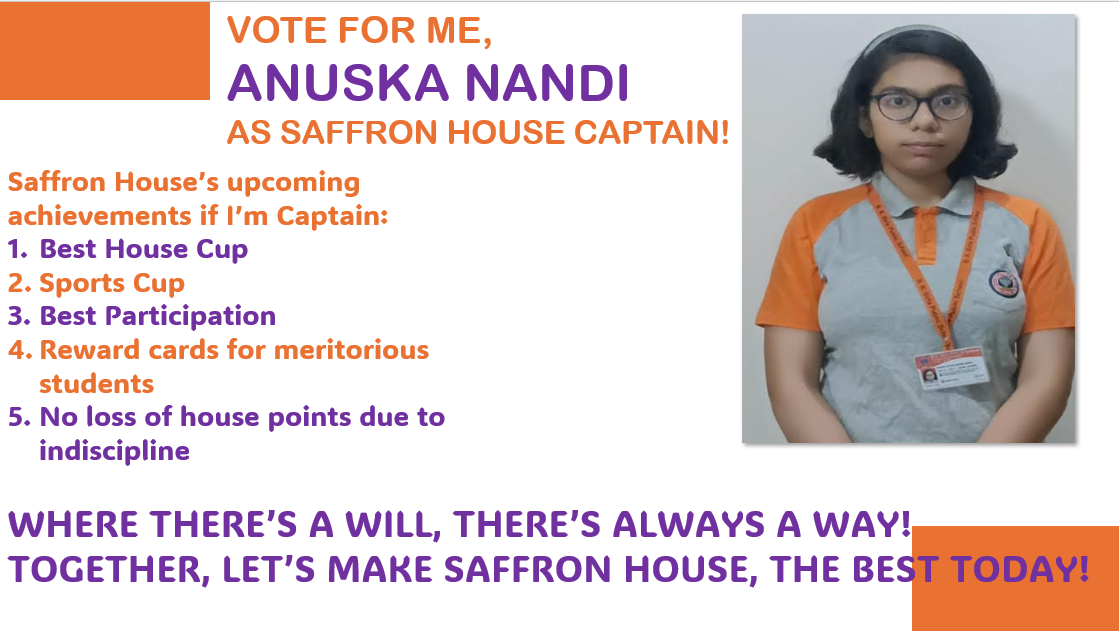 VOTE FOR ME,
ANUSKA NANDI
AS SAFFRON HOUSE CAPTAIN!
Saffron House’s upcoming
achievements if I’m Captain:
1. Best House Cup
2. Sports Cup
3. Best Participation
4. Reward cards for meritorious
students
5. No loss of house points due to
indiscipline
WHERE THERE’S A WILL, THERE’S ALWAYS A WAY!
TOGETHER, LET’S MAKE SAFFRON HOUSE, THE BEST TODAY!